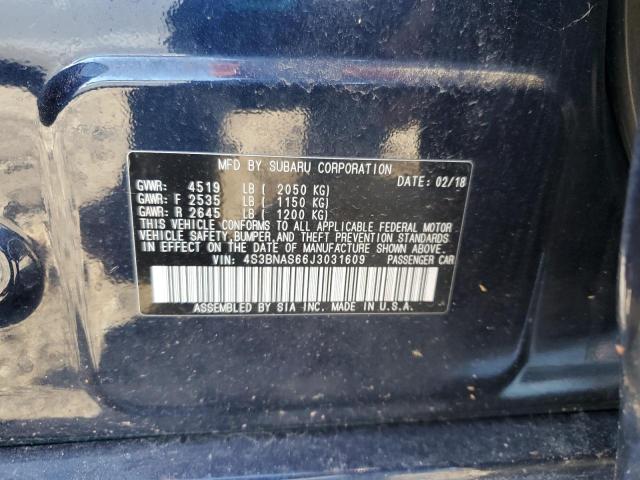 MFD BY SUBARU CORPORATION
GVWR: 4519 LB ( 2050 KG) DATE: 02/18
GAWR: F 2535 LB ( 1150 KG)
GAWR: R 2645 LB ( 1200 KG)
THIS VEHICLE CONFORMS TO ALL APPLICABLE FEDERAL MOTOR
VEHICLE SAFETY, BUMPER, AND THEFT PREVENTION STANDARDS
IN EFFECT ON THE DATE OF MANUFACTURE SHOWN ABOVE.
VIN: 4S3BNAS66J3031609 PASSENGER CAR
ASSEMBLED BY SIA INC. MADE IN U.S.A.